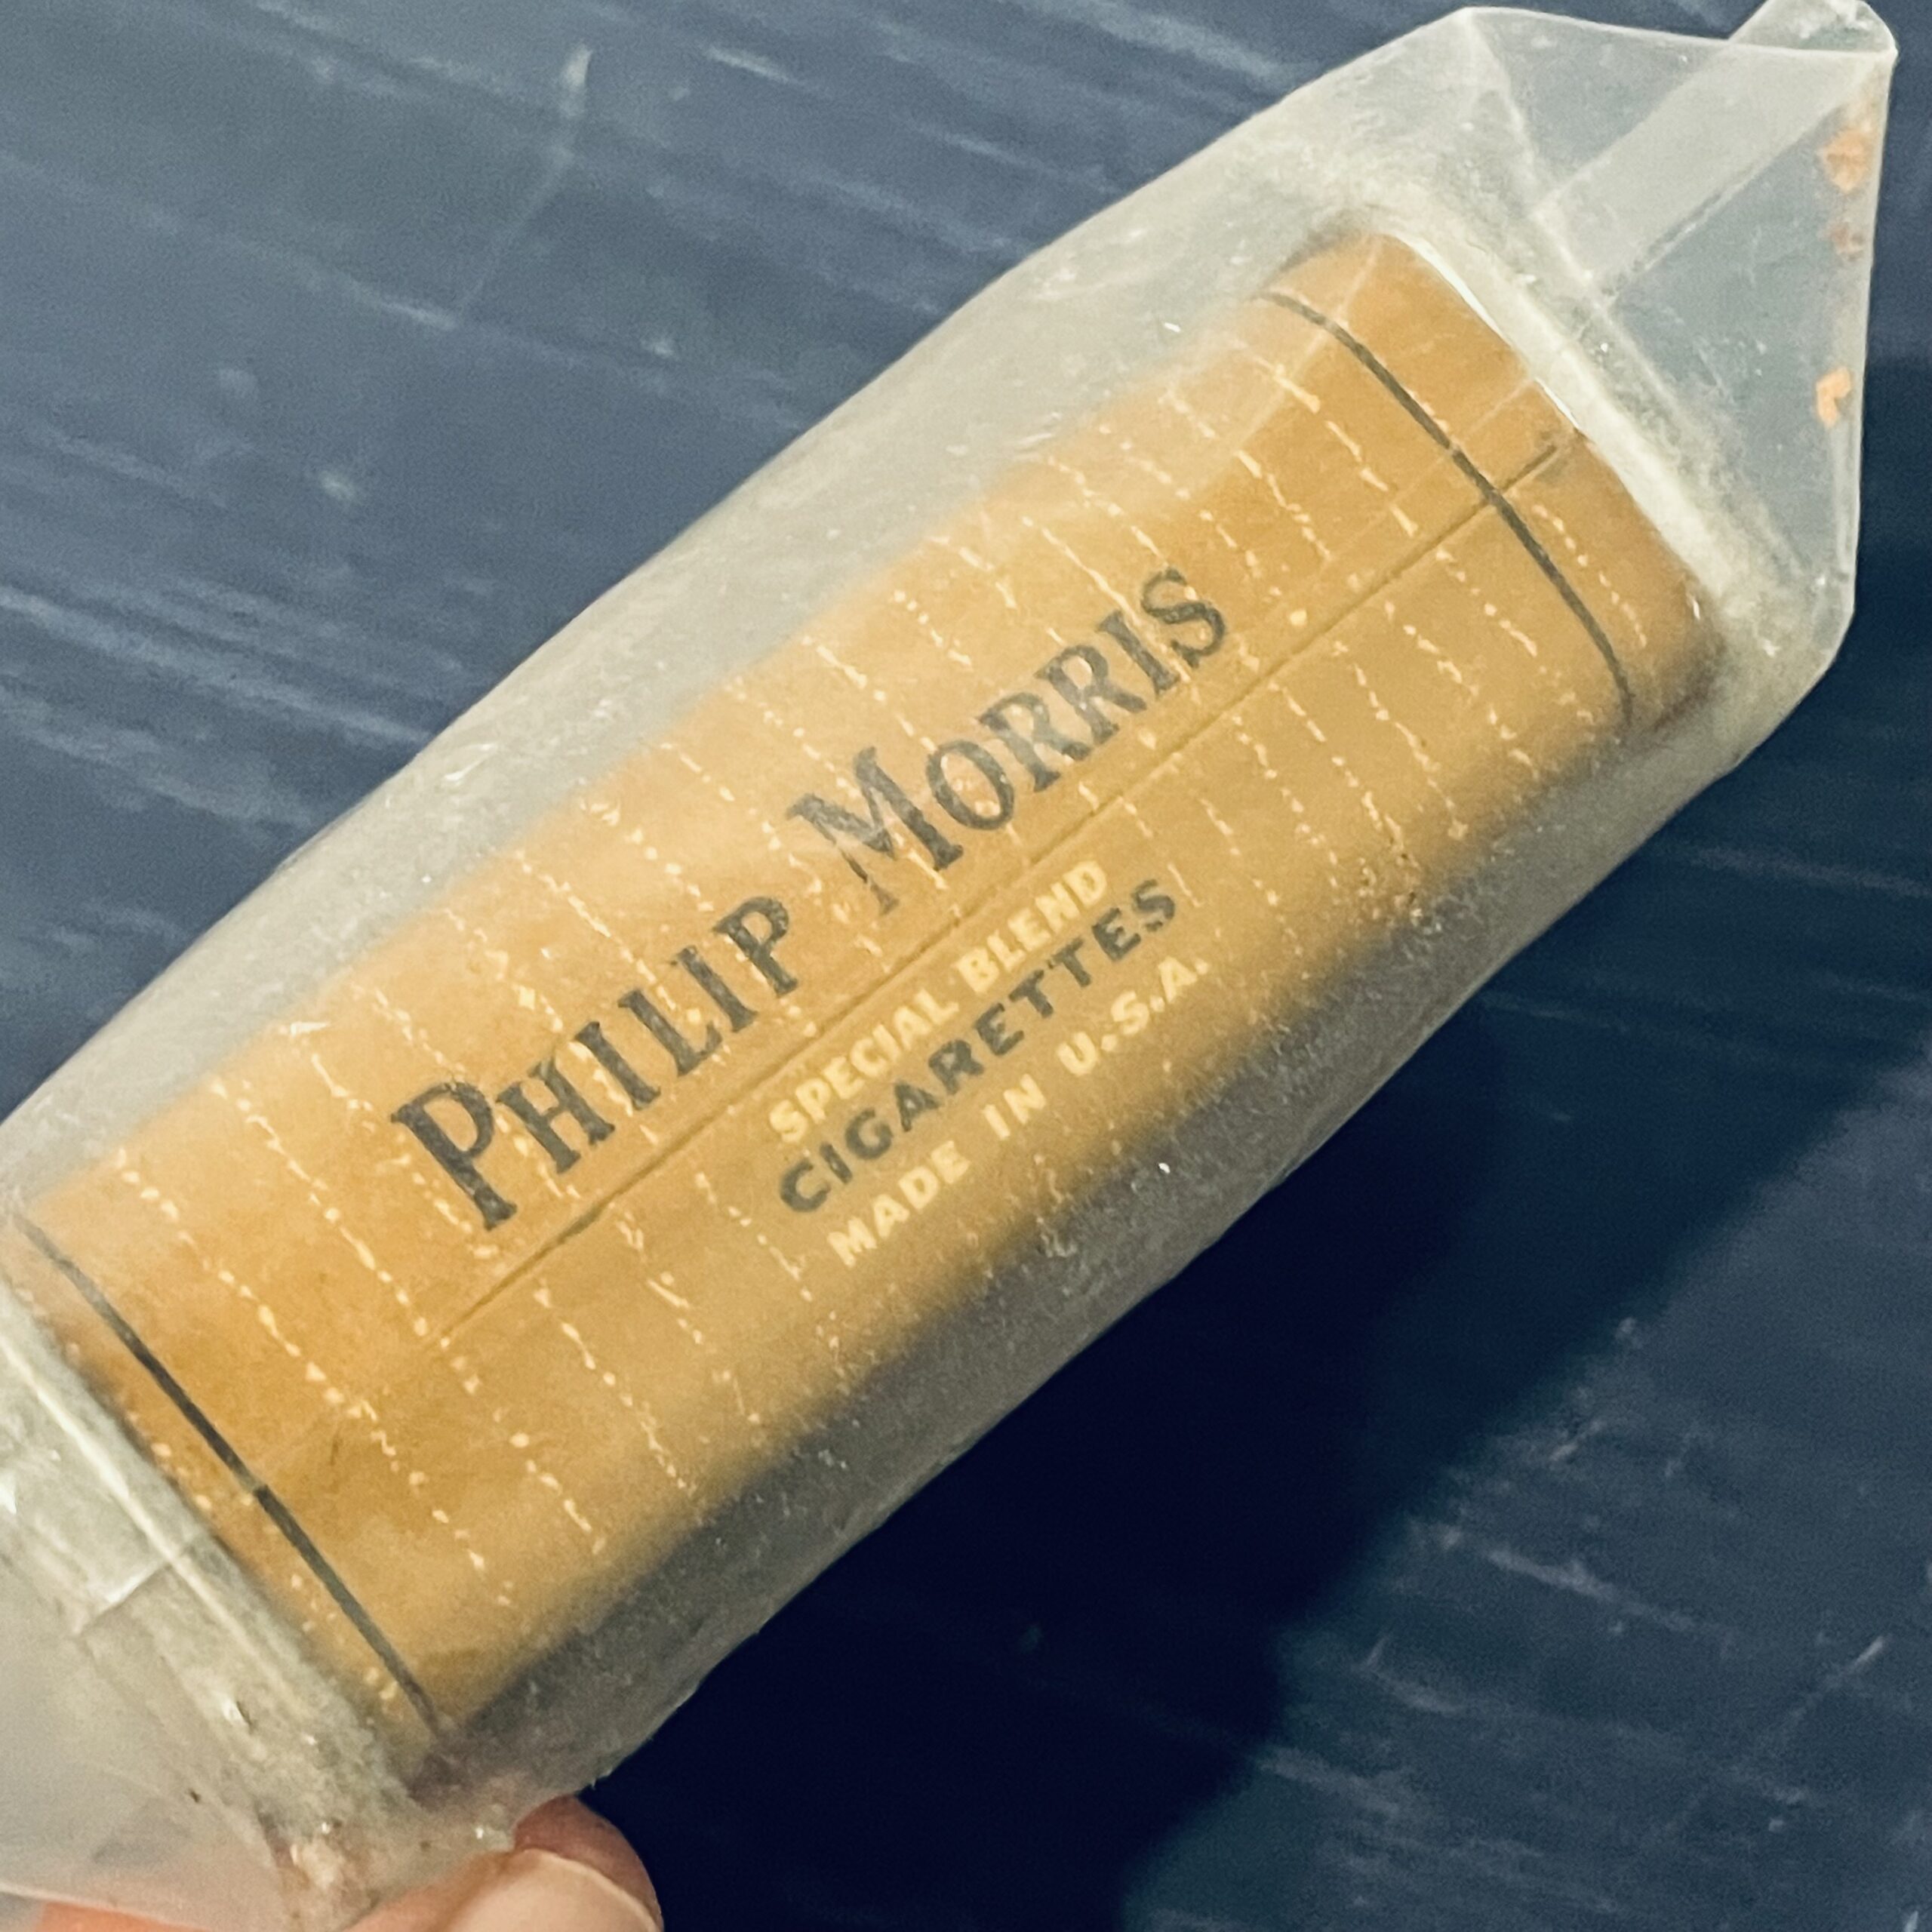 PHILIP MORRIS
SPECIAL BLEND
CIGARETTES
MADE IN U.S.A.